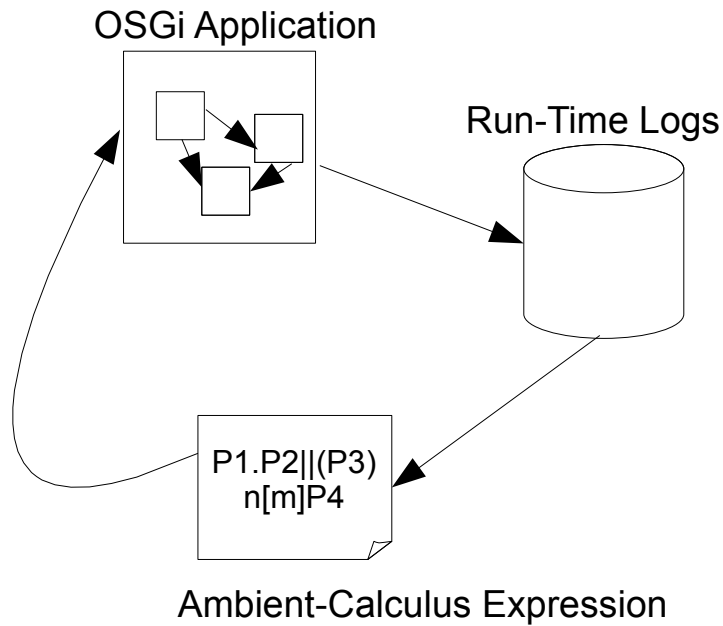 OSGi Application
Run-Time Logs
P1.P2||(P3)
n[m]P4
Ambient-Calculus Expression